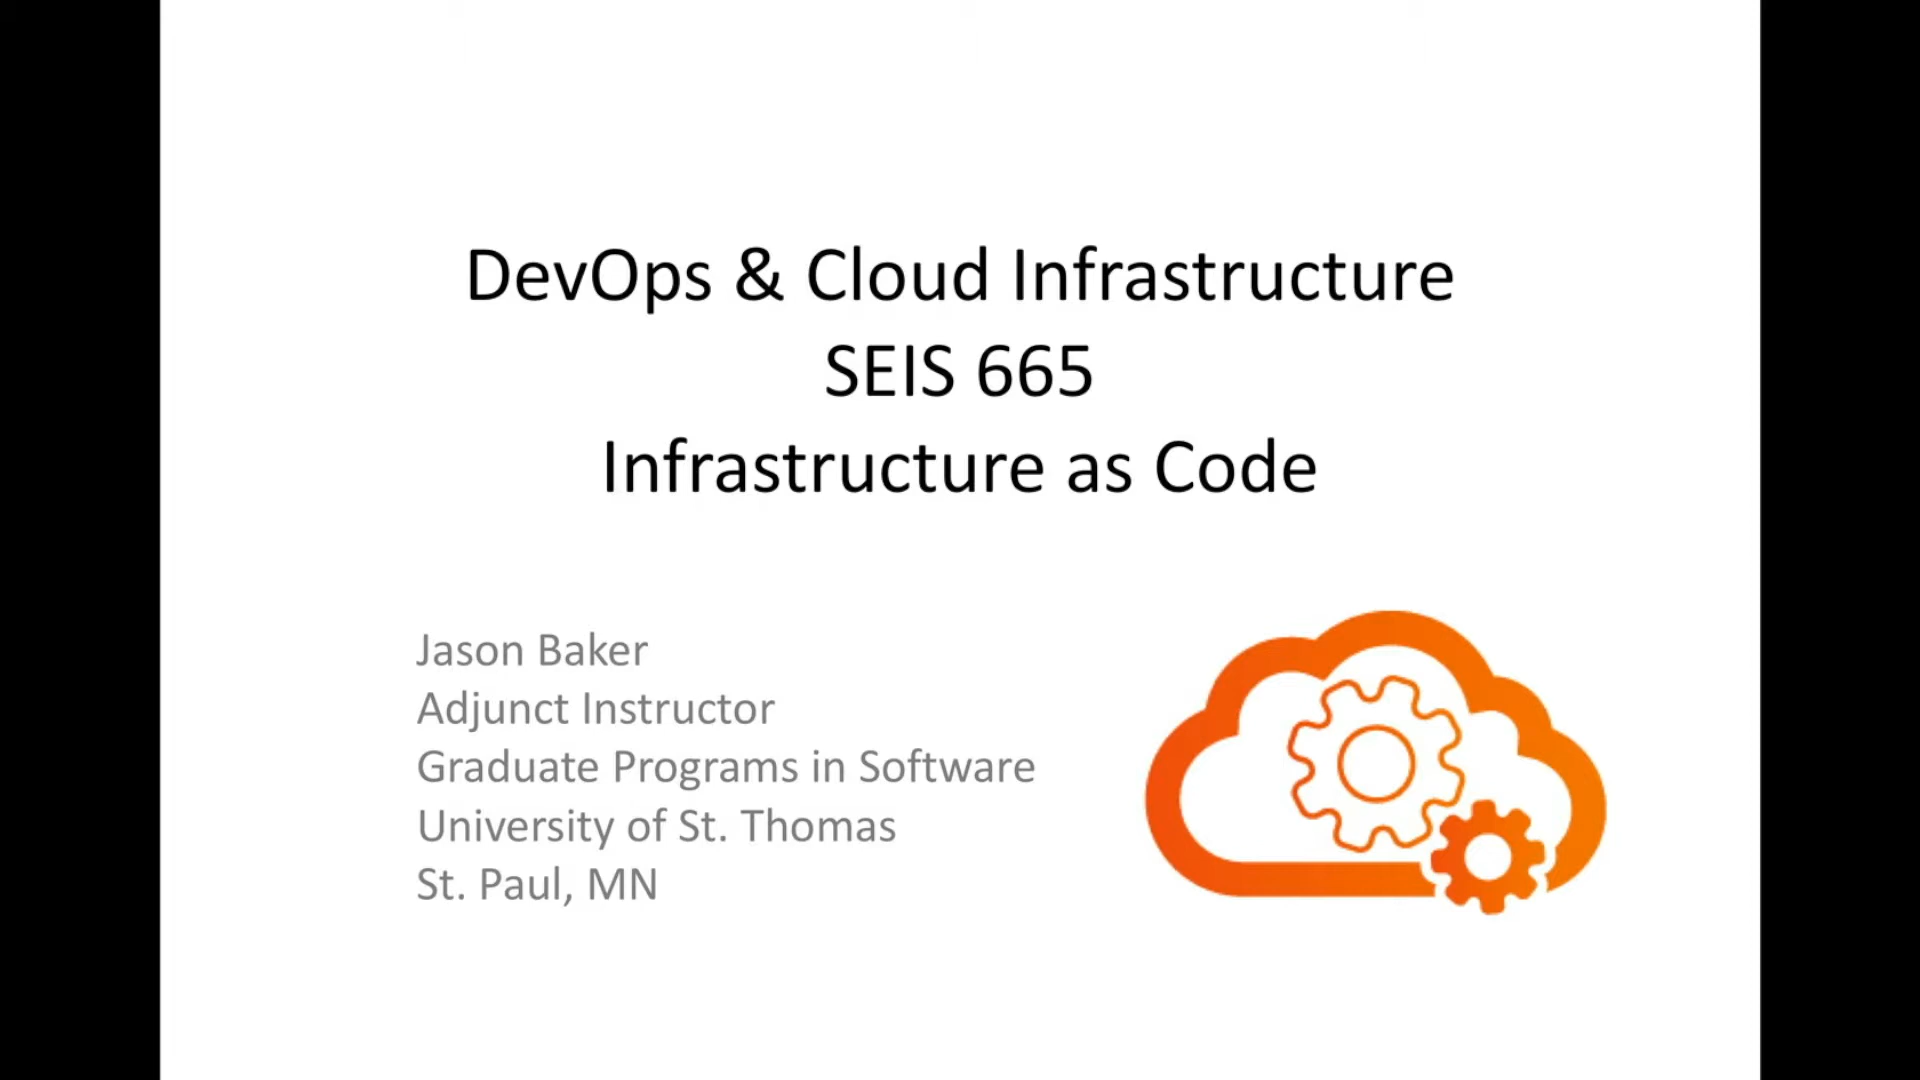 DevOps & Cloud Infrastructure
SEIS 665
Infrastructure as Code
Jason Baker
Adjunct Instructor
Graduate Programs in Software
University of St. Thomas
St. Paul, MN